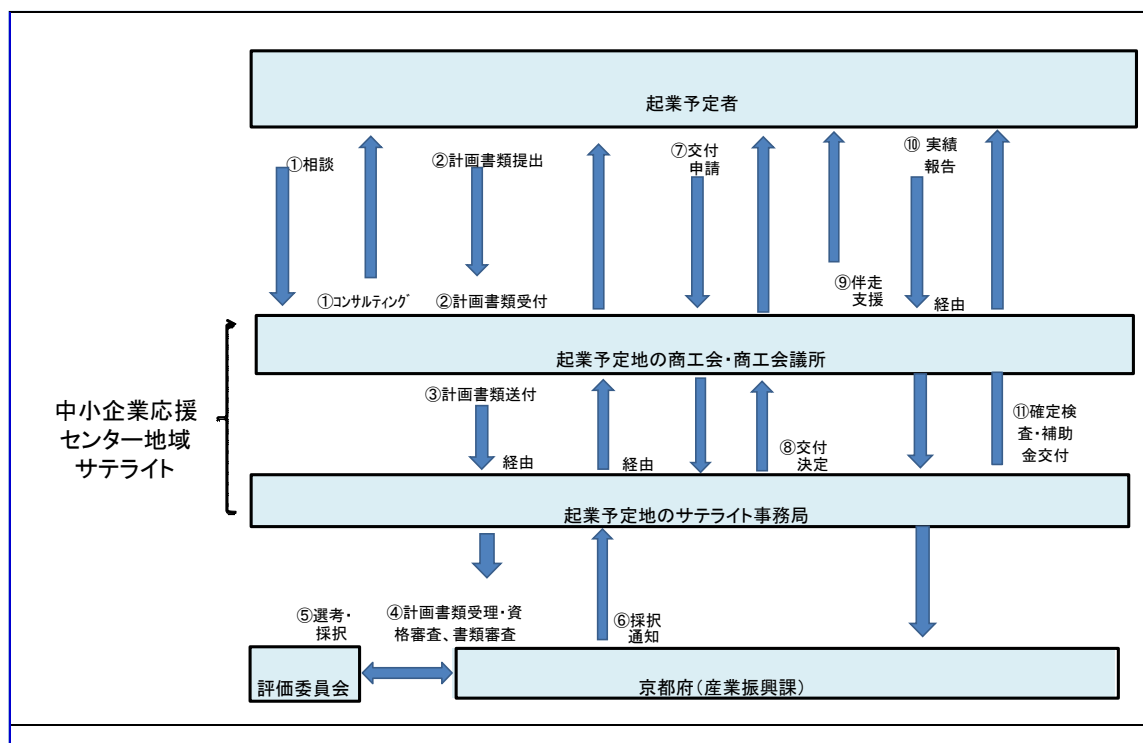 起業予定者
①相談
②計画書類提出
⑦交付
申請
⑩ 実績
報告
①ｺﾝｻﾙﾃｨﾝｸﾞ
②計画書類受付
⑨伴走
支援
経由
起業予定地の商工会・商工会議所
中小企業応援
センター地域
サテライト
③計画書類送付
経由
経由
⑧交付
決定
⑪確定検
査・補助
金交付
起業予定地のサテライト事務局
⑤選考・
採択
④計画書類受理・資
格審査、書類審査
⑥採択
通知
評価委員会
京都府（産業振興課）